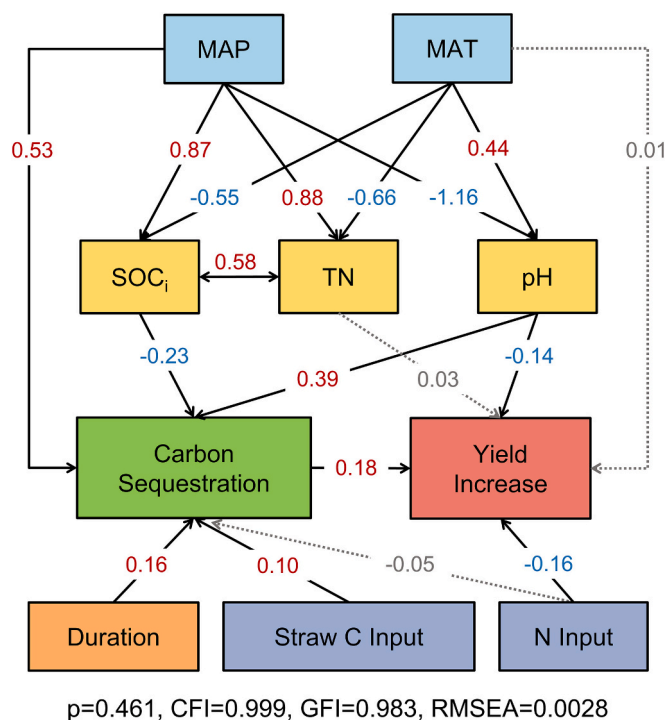 MAP
MAT
0.53
0.87
0.44
0.01
-0.55
0.88
-0.66
-1.16
SOCi
0.58
TN
pH
-0.23
0.39
0.03
-0.14
Carbon
Sequestration
0.18
Yield
Increase
0.16
0.10
-0.05
-0.16
Duration
Straw C Input
N Input
p=0.461, CFI=0.999, GFI=0.983, RMSEA=0.0028